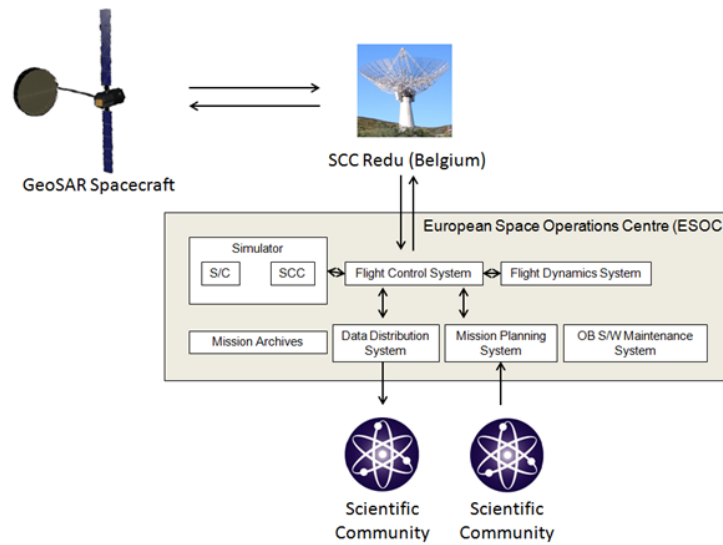 GeoSAR Spacecraft
SCC Redu (Belgium)
European Space Operations Centre (ESOC
Simulator
S/C
SCC
Flight Control System
Flight Dynamics System
Mission Archives
Data Distribution
System
Mission Planning
System
OB S/W Maintenance
System
Scientific
Community
Scientific
Community